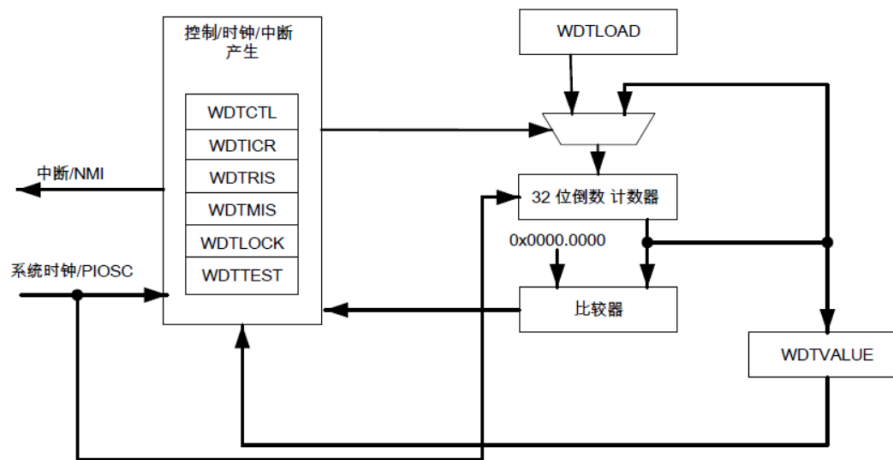 控制/时钟/中断
产生
WDTCTL
WDTICR
WDTRIS
WDTMIS
WDTLOCK
WDTTEST
中断/NMI
系统时钟/PIOSC
WDTLOAD
32 位倒数 计数器
0x0000.0000
比较器
WDTVALUE